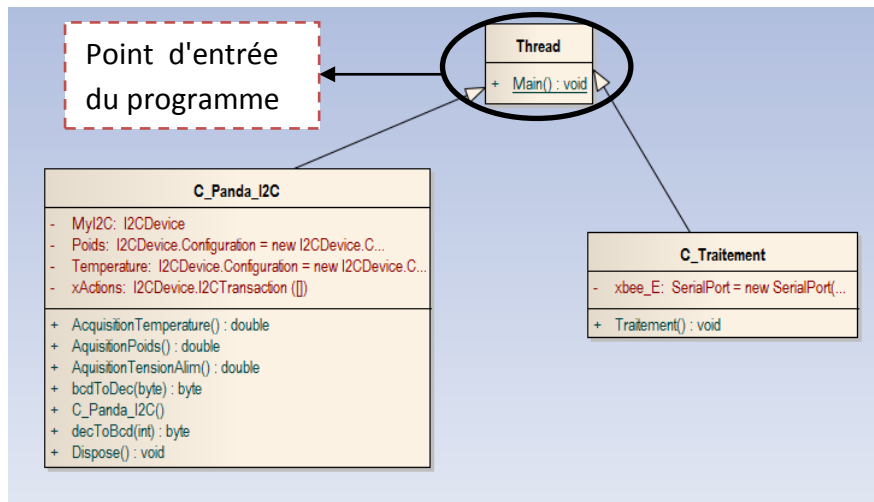 Point d'entrée
du programme
Thread
+ Main() : void
C_Panda_I2C
- MyI2C: I2CDevice
- Poids: I2CDevice.Configuration = new I2CDevice.C...
- Temperature: I2CDevice.Configuration = new I2CDevice.C...
- xActions: I2CDevice.I2CTransaction ([])
+ AcquisitionTemperature() : double
+ AquisitionPoids() : double
+ AquisitionTensionAlim() : double
+ bcdToDec(byte) : byte
+ C_Panda_I2C()
+ decToBcd(int) : byte
+ Dispose() : void
C_Traitement
- xbee_E: SerialPort = new SerialPort(...
+ Traitement() : void